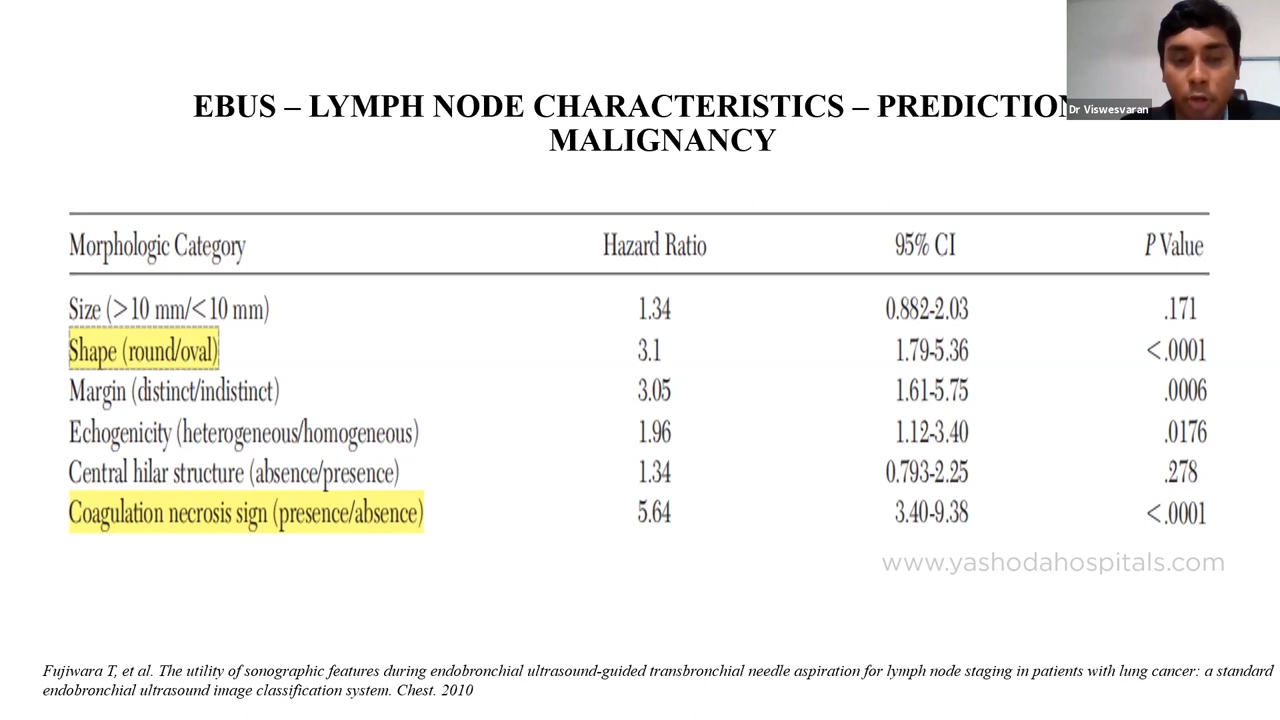 EBUS – LYMPH NODE CHARACTERISTICS – PREDICTION
MALIGNANCY
Dr Viswesvaran
Morphologic Category Hazard Ratio 95% CI P Value
Size (>10 mm/<10 mm) 1.34 0.882-2.03 .171
Shape (round/oval) 3.1 1.79-5.36 <.0001
Margin (distinct/indistinct) 3.05 1.61-5.75 .0006
Echogenicity (heterogeneous/homogeneous) 1.96 1.12-3.40 .0176
Central hilar structure (absence/presence) 1.34 0.793-2.25 .278
Coagulation necrosis sign (presence/absence) 5.64 3.40-9.38 <.0001
www.yashodahospitals.com
Fujiwara T, et al. The utility of sonographic features during endobronchial ultrasound-guided transbronchial needle aspiration for lymph node staging in patients with lung cancer: a standard
endobronchial ultrasound image classification system. Chest. 2010